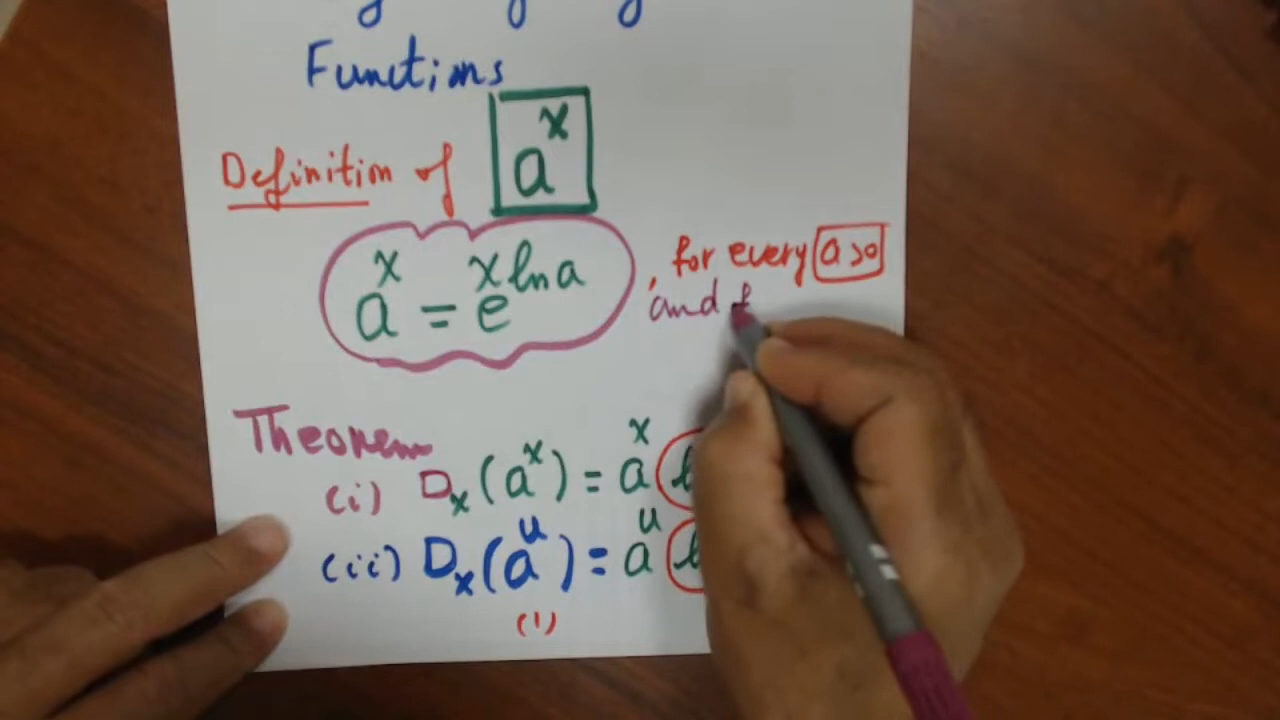 Functions
Definition of a^x
a^x = e^(x ln a) , for every a>0
and f
Theorem
(i) D_x(a^x) = a^x
(ii) D_x(a^u) = a^u
(1)